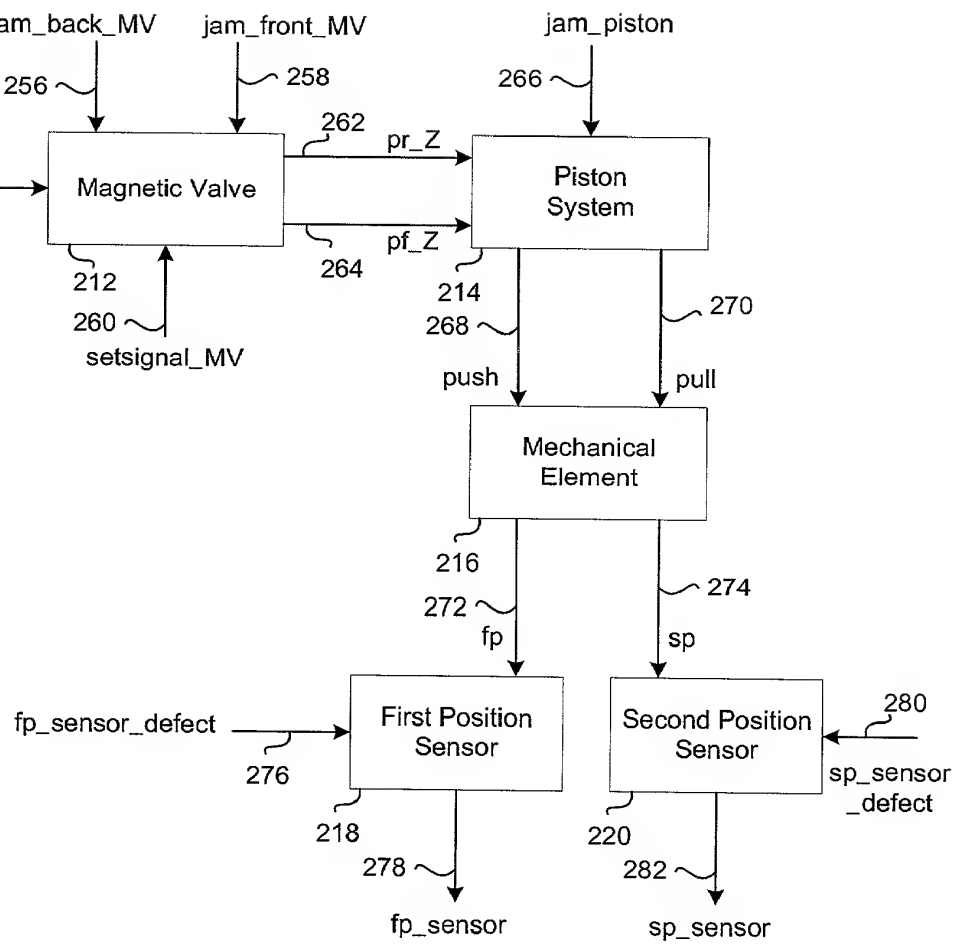 am_back_MV
jam_front_MV
jam_piston
256
258
266
262
pr_Z
Magnetic Valve
Piston
System
pf_Z
264
212
214
260
setsignal_MV
268
270
push
pull
Mechanical
Element
216
272
274
fp
sp
fp_sensor_defect
276
First Position
Sensor
Second Position
Sensor
280
sp_sensor
_defect
218
220
278
282
fp_sensor
sp_sensor